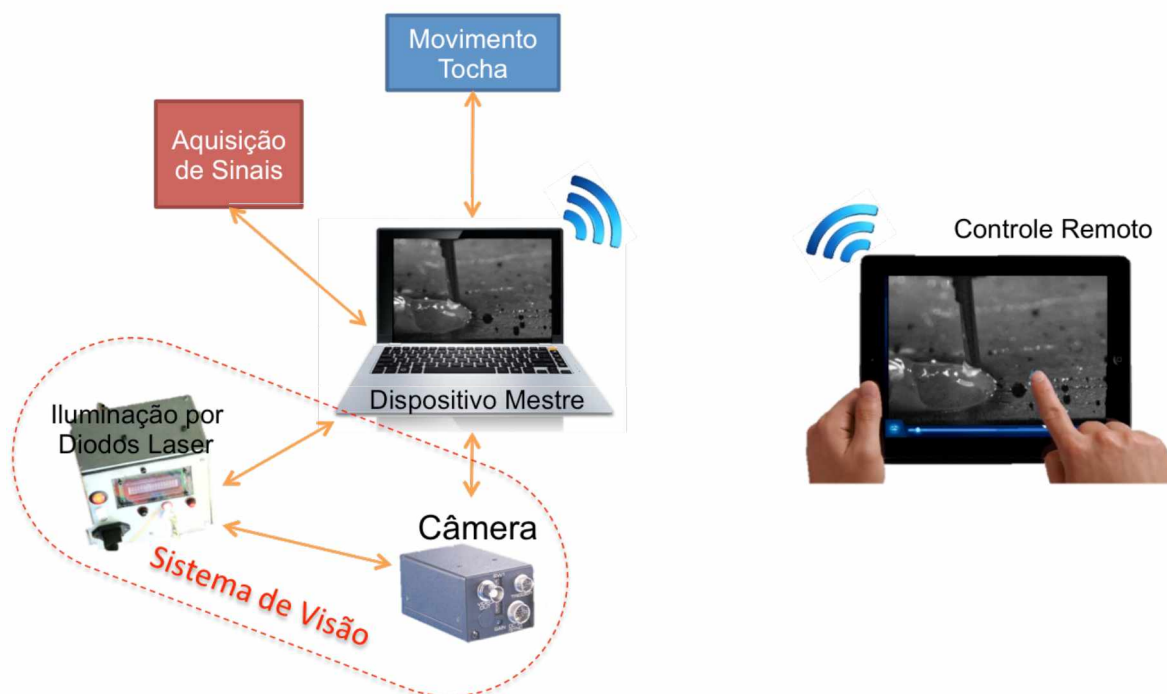 Movimento
Tocha
Aquisição
de Sinais
Controle Remoto
Dispositivo Mestre
Iluminação por
Diodos Laser
Câmera
Sistema de Visão